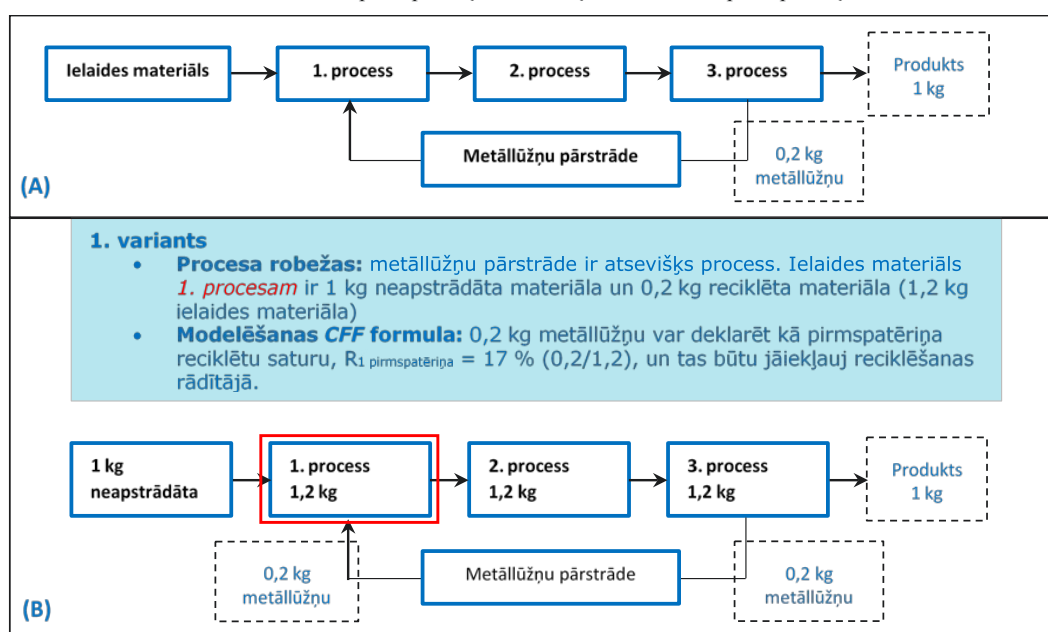 Ielaides materiāls
1. process
2. process
3. process
Produkts
1 kg
Metāllūžņu pārstrāde
0,2 kg
metāllūžņu
(A)
1. variants
• Procesa robežas: metāllūžņu pārstrāde ir atsevišķs process. Ielaides materiāls
1. procesam ir 1 kg neapstrādāta materiāla un 0,2 kg reciklēta materiāla (1,2 kg
ielaides materiāla)
• Modelēšanas CFF formula: 0,2 kg metāllūžņu var deklarēt kā pirmspatēriņa
reciklētu saturu, R1 pirmspatēriņa = 17 % (0,2/1,2), un tas būtu jāiekļauj reciklēšanas
rādītājā.
1 kg
neapstrādāta
1. process
1,2 kg
2. process
1,2 kg
3. process
1,2 kg
Produkts
1 kg
0,2 kg
metāllūžņu
Metāllūžņu pārstrāde
0,2 kg
metāllūžņu
(B)